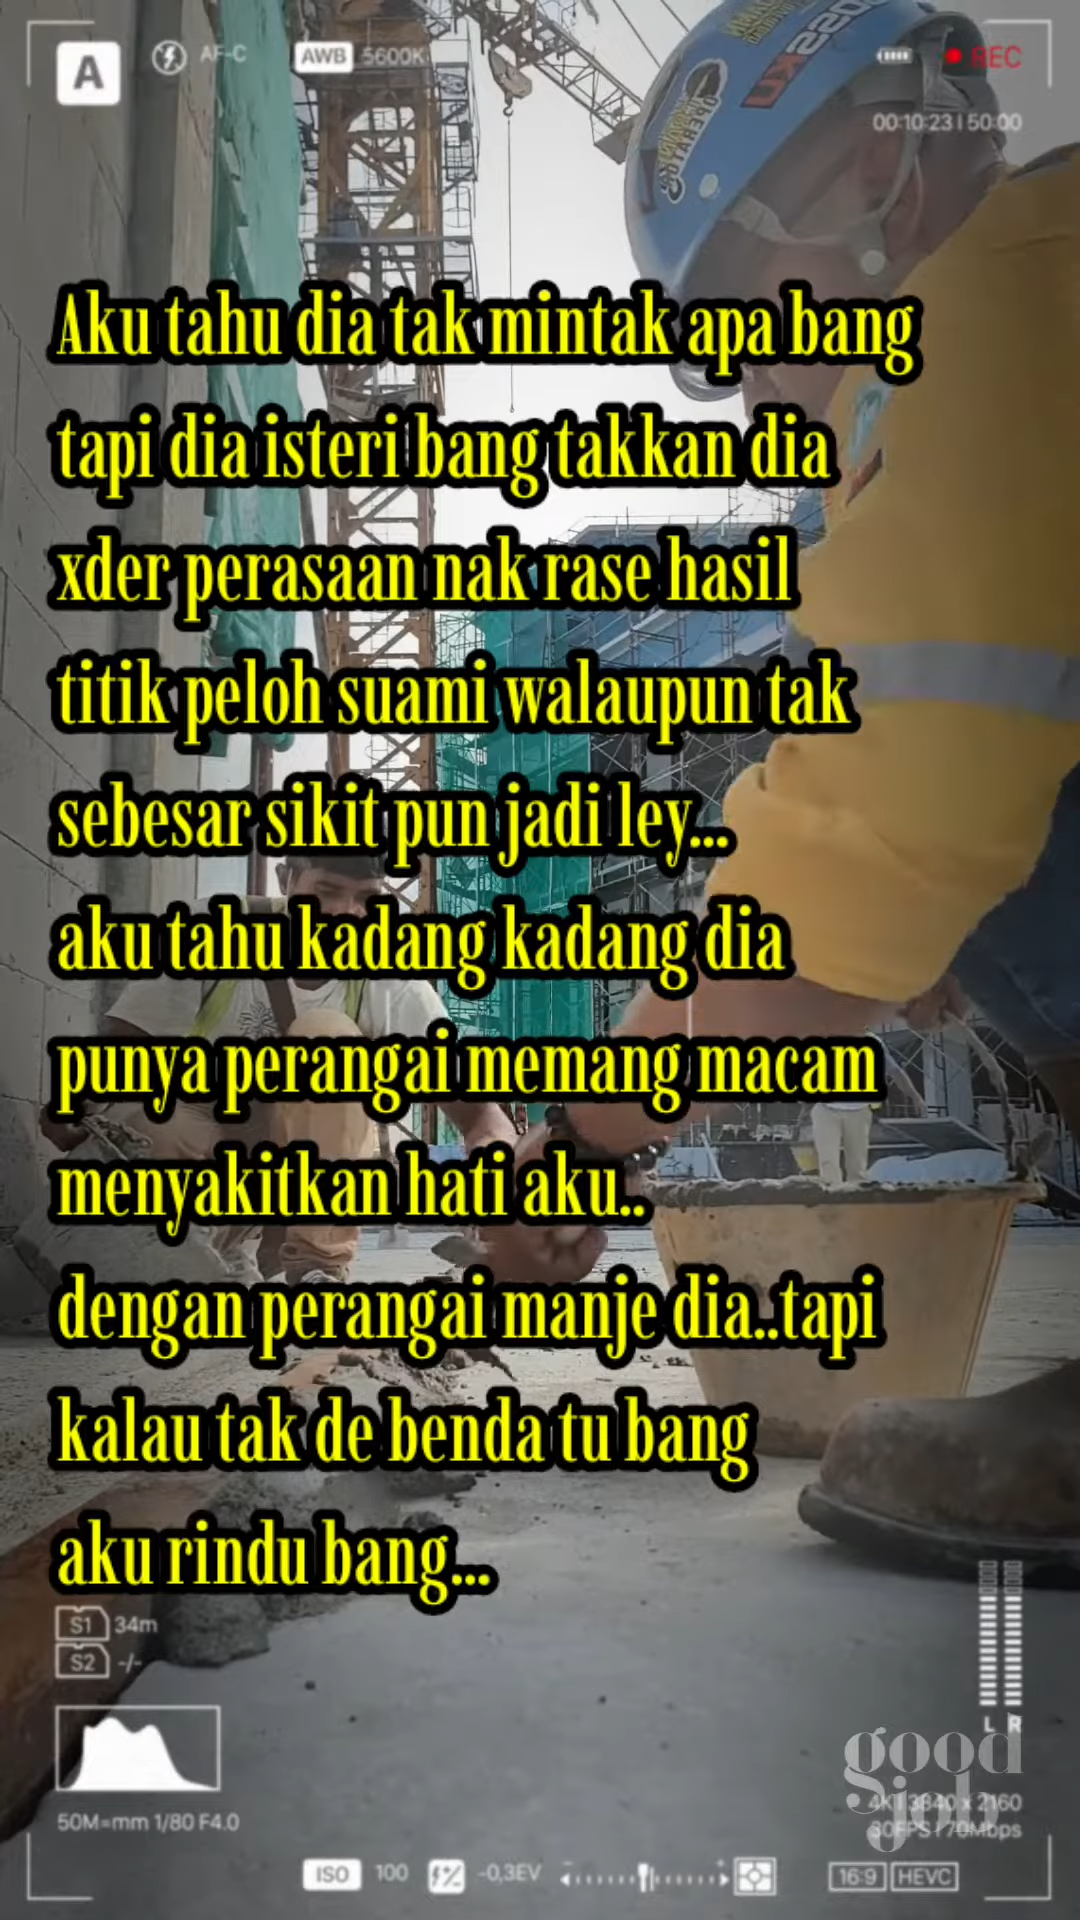 A
AF-C
AWB 5600K
REC
00:10:23 | 50:00
Aku tahu dia tak mintak apa bang
tapi dia isteri bang takkan dia
xder perasaan nak rase hasil
titik peloh suami walaupun tak
sebesar sikit pun jadi ley...
aku tahu kadang kadang dia
punya perangai memang macam
menyakitkan hati aku..
dengan perangai manje dia..tapi
kalau tak de benda tu bang
aku rindu bang...
S1 34m
S2 -/-
L R
good
job
4K | 3840 x 2160
30FPS / 70Mbps
50M=mm 1/80 F4.0
ISO 100 -0,3EV
16:9 HEVC